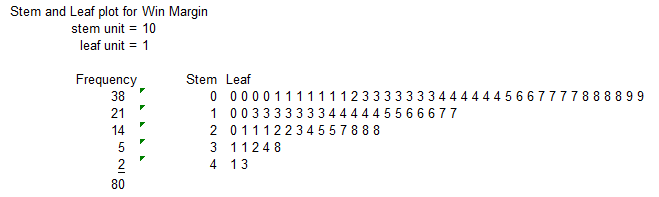 Stem and Leaf plot for Win Margin
stem unit = 10
leaf unit = 1
Frequency Stem Leaf
38 0 0 0 0 0 1 1 1 1 1 1 1 2 3 3 3 3 3 3 3 4 4 4 4 4 4 5 6 6 7 7 7 7 8 8 8 8 9 9
21 1 0 0 3 3 3 3 3 3 3 4 4 4 4 4 5 5 6 6 6 7 7
14 2 0 1 1 1 2 2 3 4 5 5 7 8 8 8
5 3 1 1 2 4 8
2 4 1 3
80